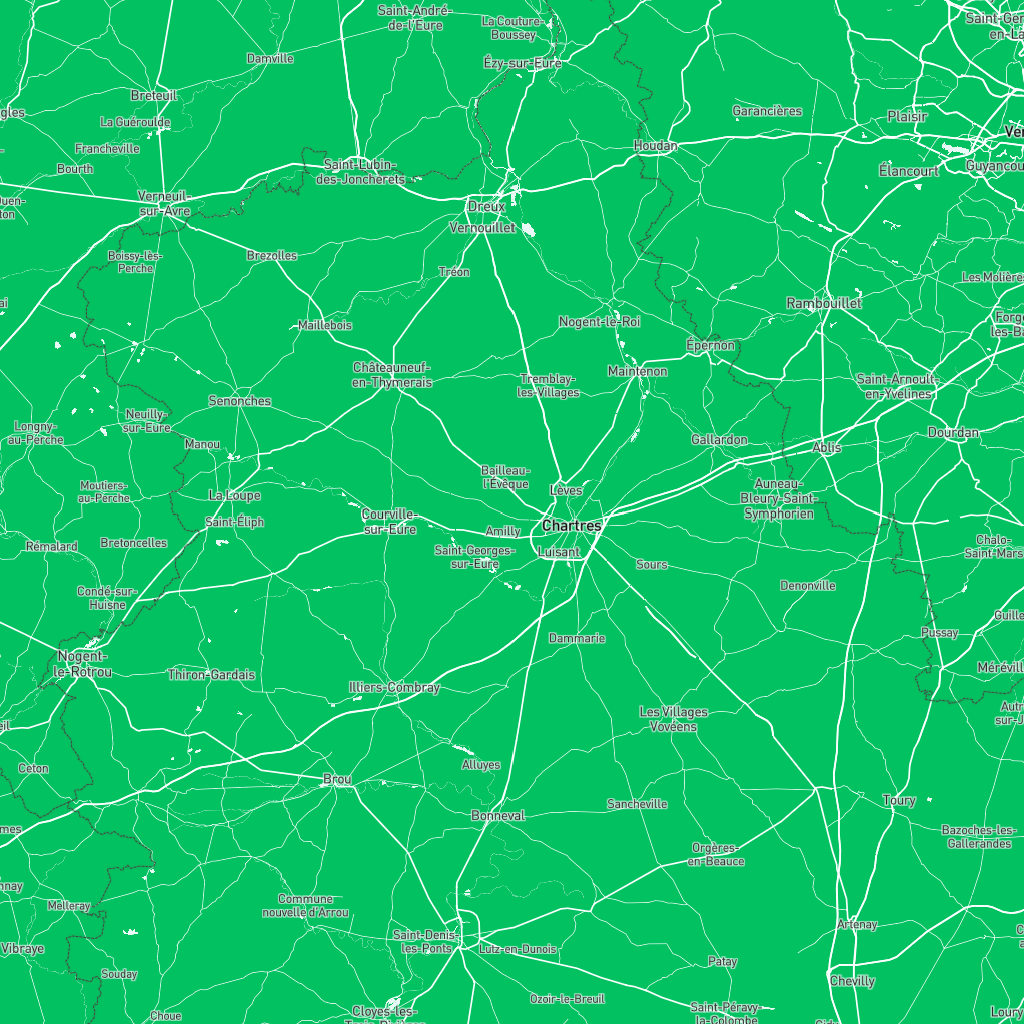 Saint-André-
de-l'Eure
La Couture-
Boussey
Damville
Ézy-sur-Eure
Breteuil
La Guéroulde
Garancières
Plaisir
Francheville
Houdan
Bourth
Saint-Lubin-
des-Joncherets
Élancourt
Verneuil-
sur-Avre
Dreux
Vernouillet
Boissy-lès-
Perche
Brezolles
Tréon
Rambouillet
Maillebois
Nogent-le-Roi
Épernon
Châteauneuf-
en-Thymerais
Tremblay-
les-Villages
Maintenon
Saint-Arnoult-
en-Yvelines
Senonches
Neuilly-
sur-Eure
Longny-
au-Perche
Manou
Gallardon
Ablis
Dourdan
Bailleau-
l'Évêque
Lèves
Moutiers-
au-Perche
La Loupe
Auneau-
Bleury-Saint-
Symphorien
Saint-Éliph
Courville-
sur-Eure
Amilly
Chartres
Rémalard
Bretoncelles
Saint-Georges-
sur-Eure
Luisant
Sours
Chalo-
Saint-Mars
Denonville
Condé-sur-
Huisne
Dammarie
Pussay
Nogent-
le-Rotrou
Thiron-Gardais
Illiers-Combray
Les Villages
Vovéens
Ceton
Alluyes
Brou
Sancheville
Toury
Bonneval
Bazoches-les-
Gallerandes
Orgères-
en-Beauce
Melleray
Commune
nouvelle d'Arrou
Artenay
Vibraye
Saint-Denis-
les-Ponts
Lutz-en-Dunois
Patay
Souday
Chevilly
Ozoir-le-Breuil
Cloyes-les-
Saint-Péravy-
la-Colombe
Choue